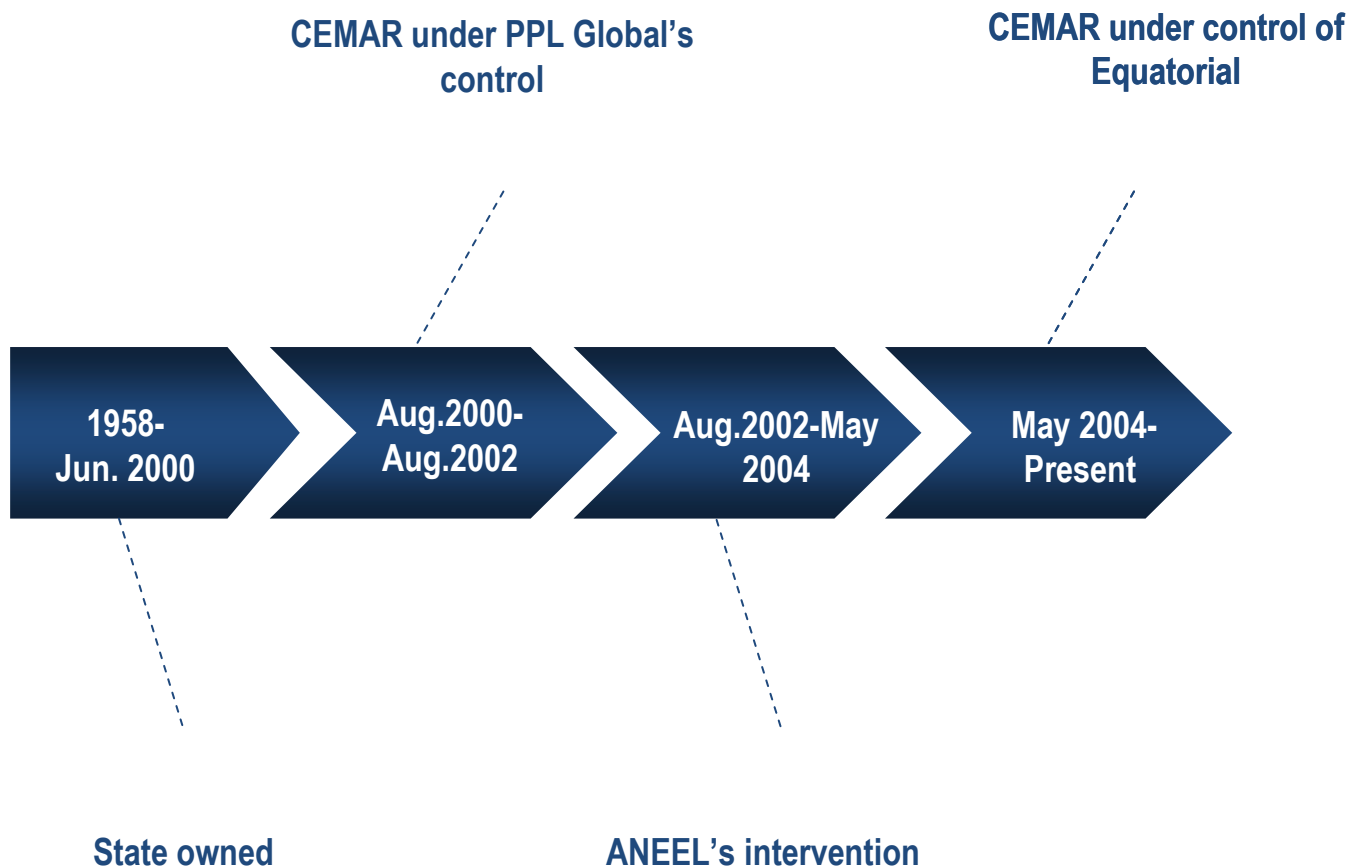 CEMAR under PPL Global's
control
CEMAR under control of
Equatorial
1958-
Jun. 2000
Aug.2000-
Aug.2002
Aug.2002-May
2004
May 2004-
Present
State owned
ANEEL's intervention